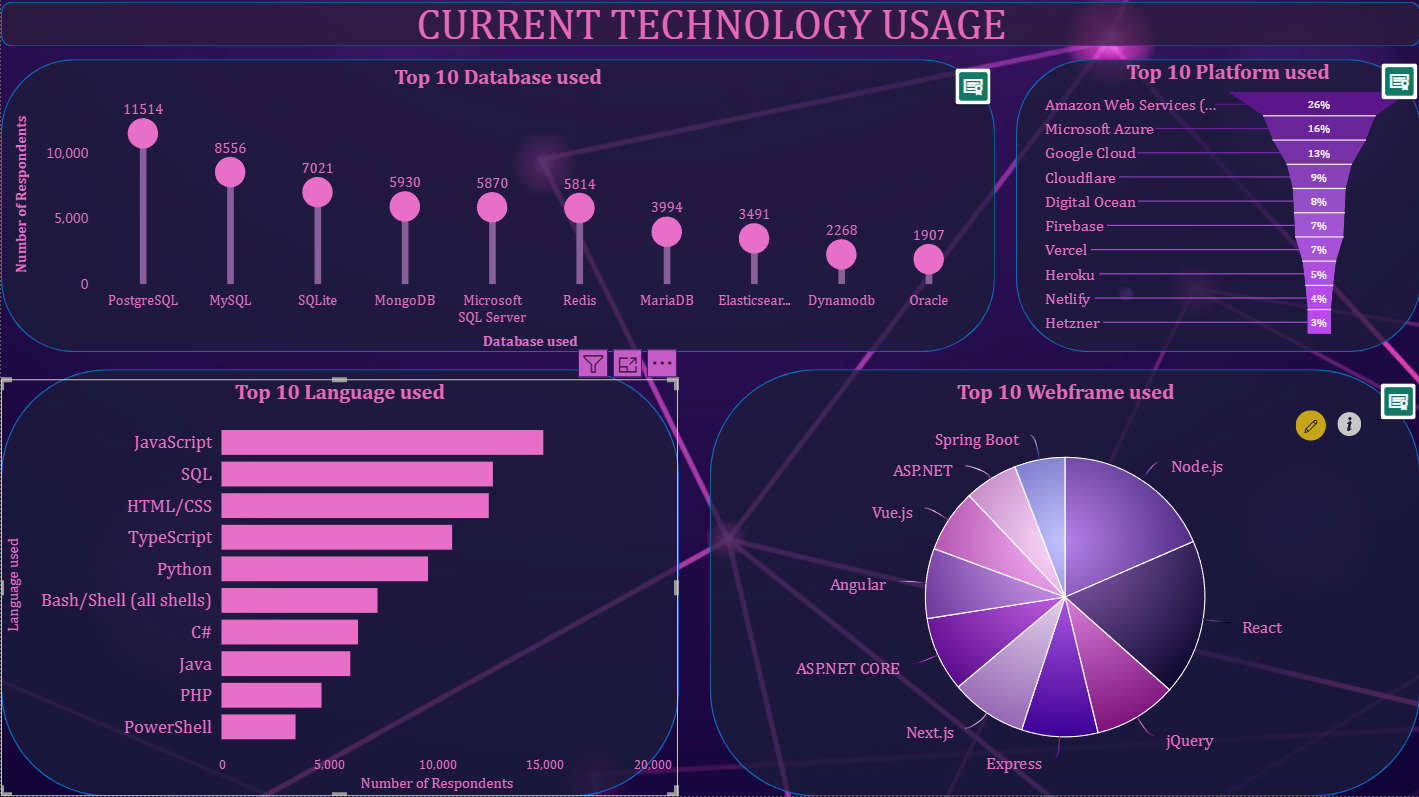 CURRENT TECHNOLOGY USAGE
Top 10 Database used
Number of Respondents
10,000
5,000
0
11514
8556
7021
5930
5870
5814
3994
3491
2268
1907
PostgreSQL
MySQL
SQLite
MongoDB
Microsoft
SQL Server
Redis
MariaDB
Elasticsear...
Dynamodb
Oracle
Database used
Top 10 Platform used
Amazon Web Services (... 26%
Microsoft Azure 16%
Google Cloud 13%
Cloudflare 9%
Digital Ocean 8%
Firebase 7%
Vercel 7%
Heroku 5%
Netlify 4%
Hetzner 3%
Top 10 Language used
Language used
JavaScript
SQL
HTML/CSS
TypeScript
Python
Bash/Shell (all shells)
C#
Java
PHP
PowerShell
0 5,000 10,000 15,000 20,000
Number of Respondents
Top 10 Webframe used
Node.js
React
jQuery
Express
Next.js
ASP.NET CORE
Angular
Vue.js
ASP.NET
Spring Boot